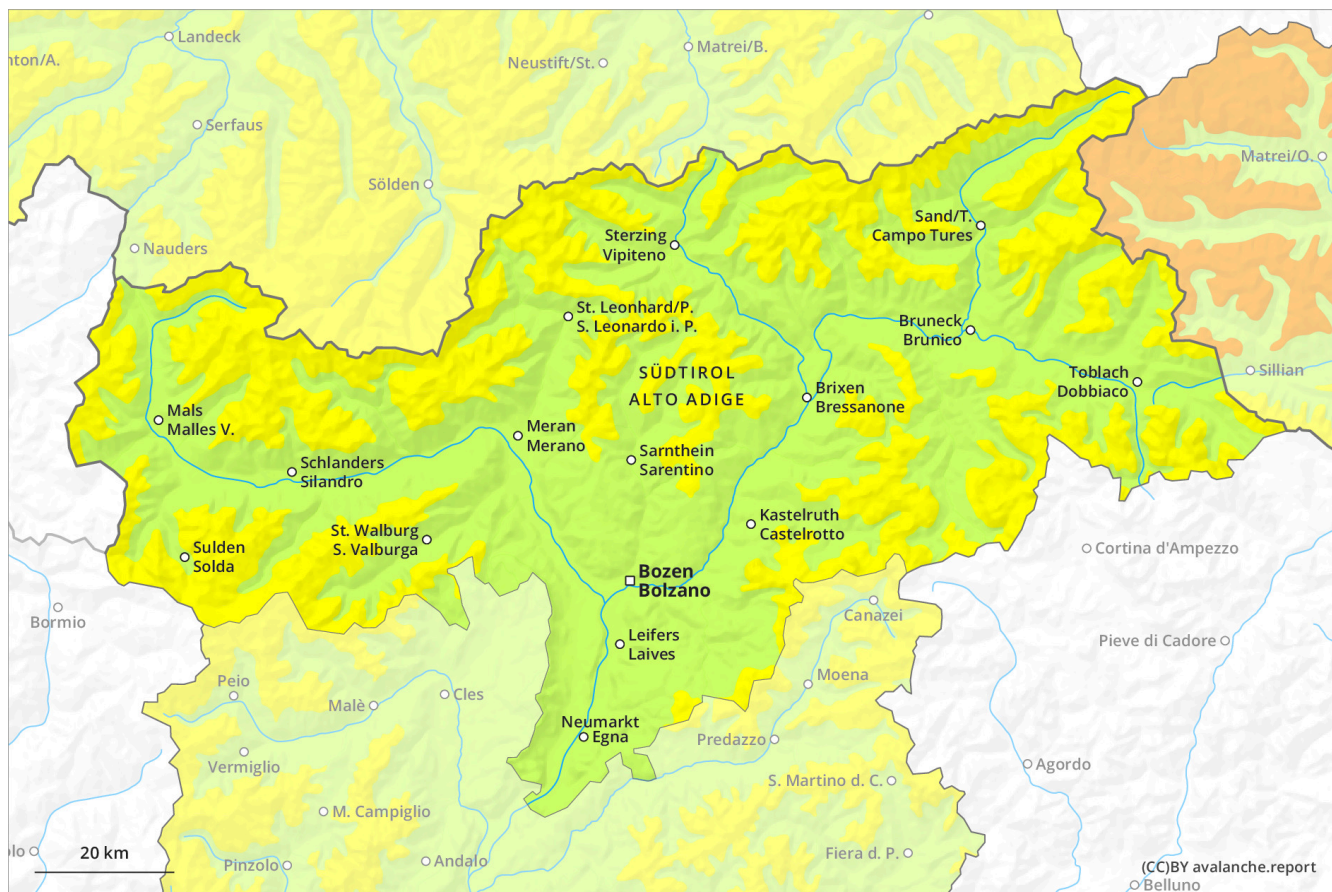 Landeck
nton/A.
Matrei/B.
Neustift/St.
Serfaus
Matrei/O.
Sölden
Sand/T.
Campo Tures
Sterzing
Vipiteno
Nauders
St. Leonhard/P.
S. Leonardo i. P.
Bruneck
Brunico
SÜDTIROL
ALTO ADIGE
Toblach
Dobbiaco
Sillian
Brixen
Bressanone
Mals
Malles V.
Meran
Merano
Sarnthein
Sarentino
Schlanders
Silandro
Kastelruth
Castelrotto
St. Walburg
S. Valburga
Sulden
Solda
Cortina d'Ampezzo
Bozen
Bolzano
Bormio
Canazei
Leifers
Laives
Pieve di Cadore
Peio
Moena
Malè
Cles
Neumarkt
Egna
Predazzo
Vermiglio
Agordo
S. Martino d. C.
M. Campiglio
olo
20 km
Pinzolo
Andalo
Fiera d. P.
(CC)BY avalanche.report
Belluno